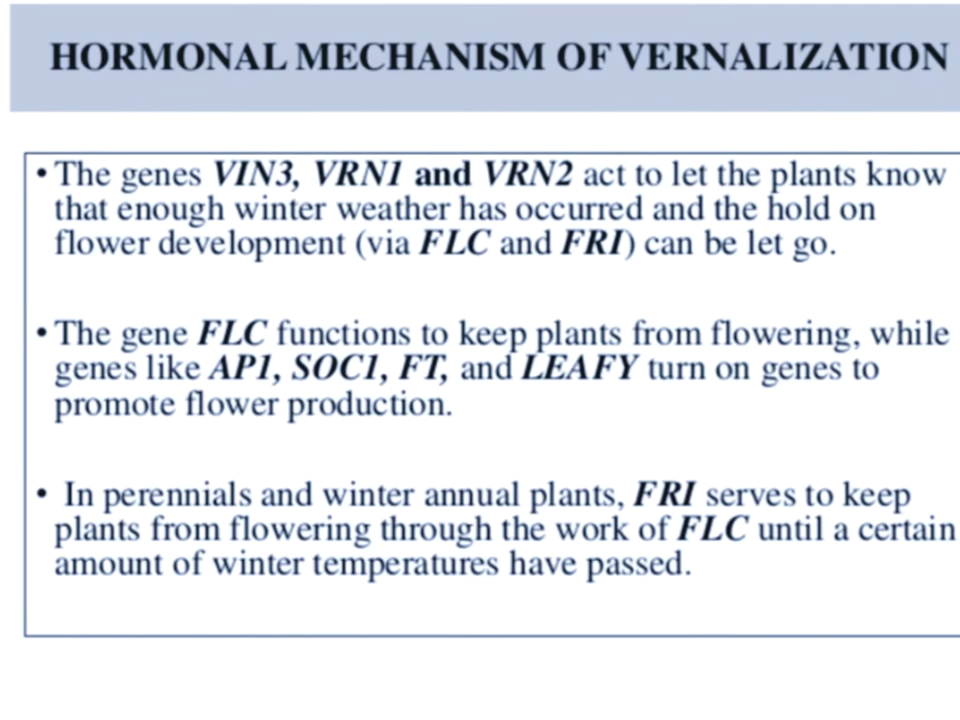 HORMONAL MECHANISM OF VERNALIZATION
• The genes VIN3, VRN1 and VRN2 act to let the plants know
that enough winter weather has occurred and the hold on
flower development (via FLC and FRI) can be let go.
• The gene FLC functions to keep plants from flowering, while
genes like AP1, SOC1, FT, and LEAFY turn on genes to
promote flower production.
• In perennials and winter annual plants, FRI serves to keep
plants from flowering through the work of FLC until a certain
amount of winter temperatures have passed.